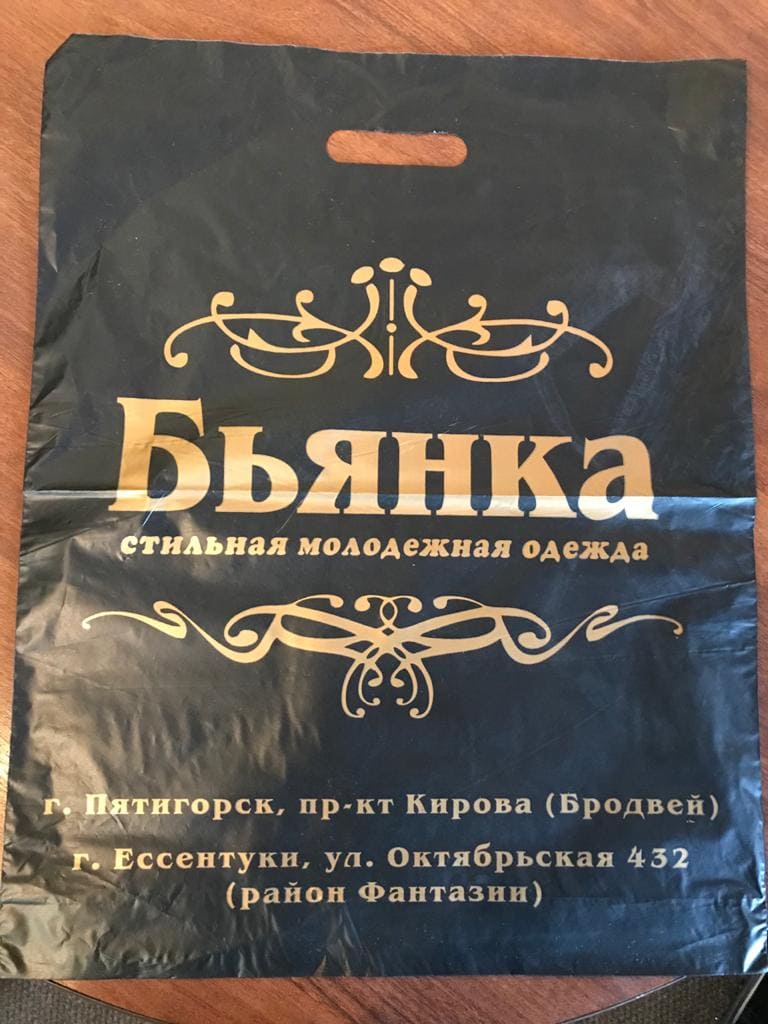 Бьянка
стильная молодежная одежда
г. Пятигорск, пр-кт Кирова (Бродвей)
г. Ессентуки, ул. Октябрьская 432
(район Фантазии)